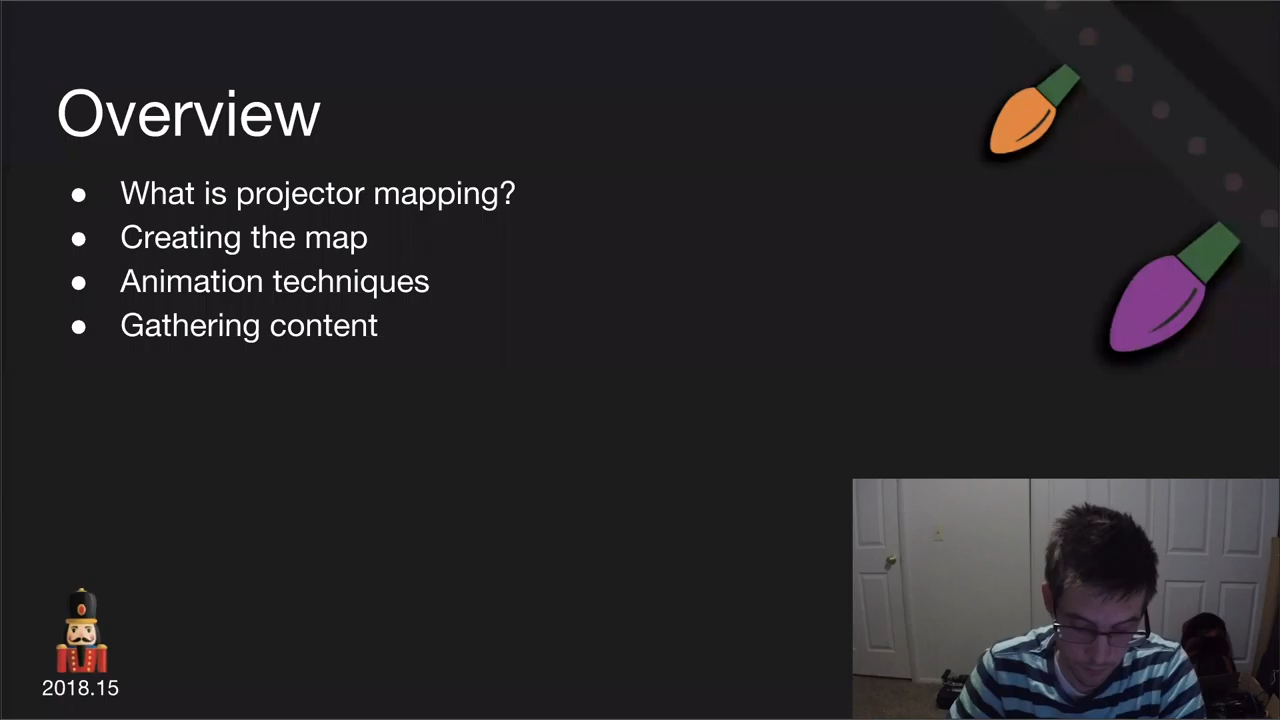 Overview
● What is projector mapping?
● Creating the map
● Animation techniques
● Gathering content
2018.15